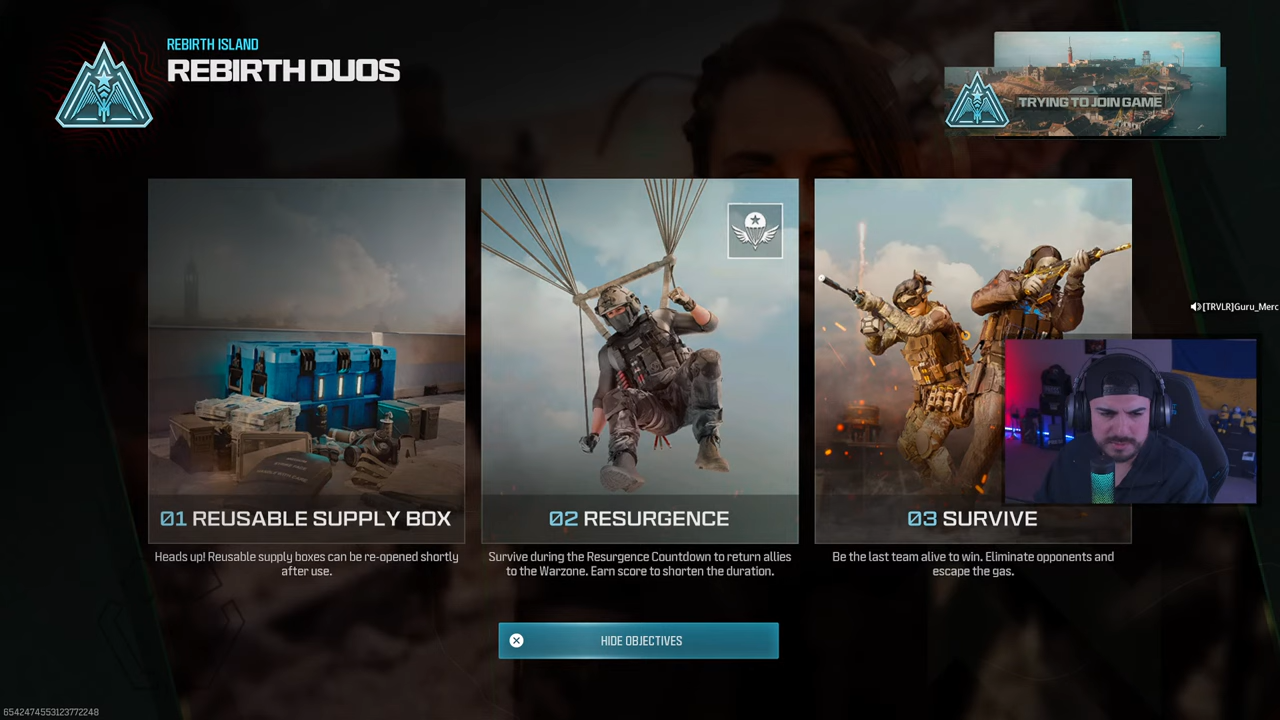 REBIRTH ISLAND
REBIRTH DUOS
TRYING TO JOIN GAME
[TRVLR]Guru_Merc
01 REUSABLE SUPPLY BOX
Heads up! Reusable supply boxes can be re-opened shortly
after use.
02 RESURGENCE
Survive during the Resurgence Countdown to return allies
to the Warzone. Earn score to shorten the duration.
03 SURVIVE
Be the last team alive to win. Eliminate opponents and
escape the gas.
HIDE OBJECTIVES
6542474553123772248